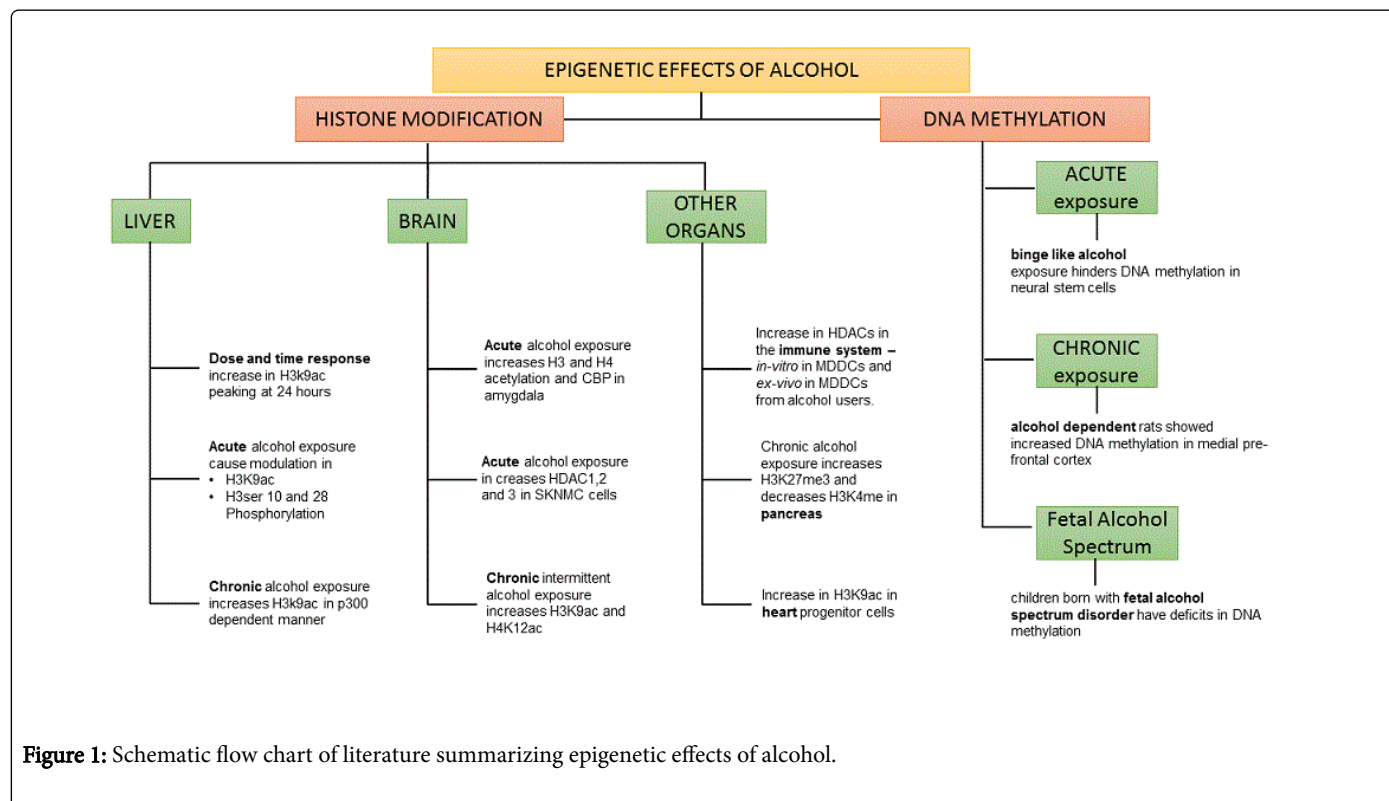 EPIGENETIC EFFECTS OF ALCOHOL
HISTONE MODIFICATION
DNA METHYLATION
LIVER
Dose and time response
increase in H3k9ac
peaking at 24 hours
Acute alcohol exposure
cause modulation in
• H3K9ac
• H3ser 10 and 28
Phosphorylation
Chronic alcohol exposure
increases H3k9ac in p300
dependent manner
BRAIN
Acute alcohol exposure
increases H3 and H4
acetylation and CBP in
amygdala
Acute alcohol exposure
in creases HDAC1,2
and 3 in SKNMC cells
Chronic intermittent
alcohol exposure
increases H3K9ac and
H4K12ac
OTHER
ORGANS
Increase in HDACs in
the immune system –
in-vitro in MDDCs and
ex-vivo in MDDCs
from alcohol users.
Chronic alcohol
exposure increases
H3K27me3 and
decreases H3K4me in
pancreas
Increase in H3K9ac in
heart progenitor cells
ACUTE
exposure
binge like alcohol
exposure hinders DNA methylation in
neural stem cells
CHRONIC
exposure
alcohol dependent rats showed
increased DNA methylation in medial pre-
frontal cortex
Fetal Alcohol
Spectrum
children born with fetal alcohol
spectrum disorder have deficits in DNA
methylation
Figure 1: Schematic flow chart of literature summarizing epigenetic effects of alcohol.